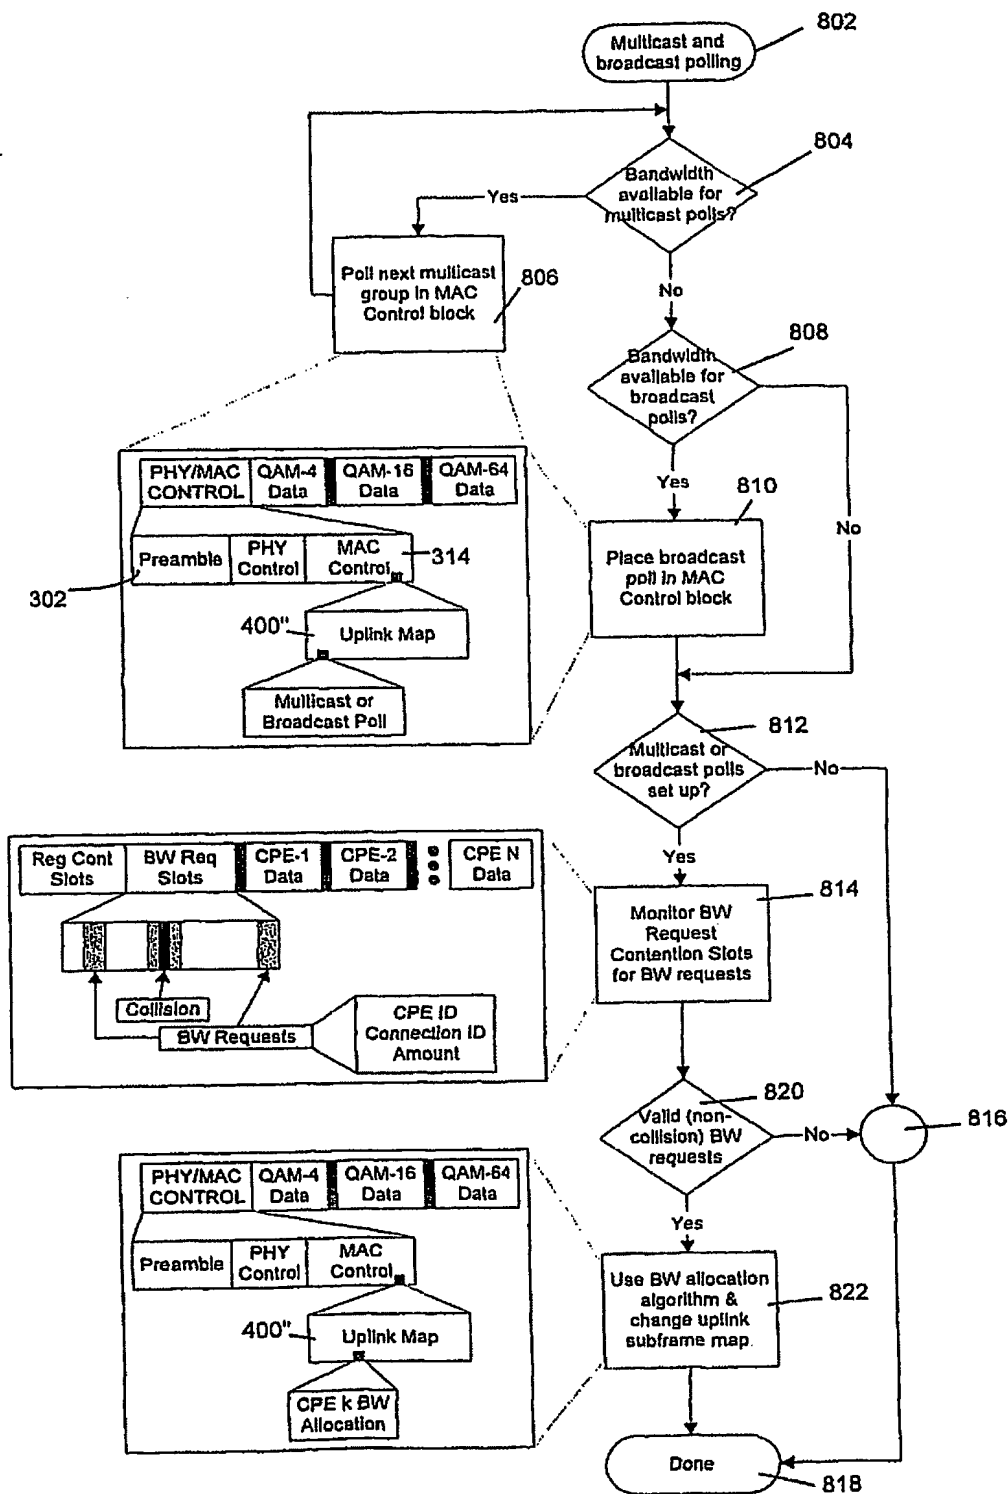 802
Multicast and
broadcast polling
804
Bandwidth
available for
multicast polls?
Yes
No
Poll next multicast
group in MAC
Control block
806
808
Bandwidth
available for
broadcast
polls?
Yes
No
810
Place broadcast
poll in MAC
Control block
PHY/MAC
CONTROL
QAM-4
Data
QAM-16
Data
QAM-64
Data
Preamble
PHY
Control
MAC
Control
314
302
400"
Uplink Map
Multicast or
Broadcast Poll
812
Multicast or
broadcast polls
set up?
No
Yes
Reg Cont
Slots
BW Req
Slots
CPE-1
Data
CPE-2
Data
CPE N
Data
Collision
BW Requests
CPE ID
Connection ID
Amount
814
Monitor BW
Request
Contention Slots
for BW requests
820
Valid (non-
collision) BW
requests
No
816
Yes
PHY/MAC
CONTROL
QAM-4
Data
QAM-16
Data
QAM-64
Data
Preamble
PHY
Control
MAC
Control
400"
Uplink Map
CPE k BW
Allocation
Use BW allocation
algorithm &
change uplink
subframe map
822
Done
818